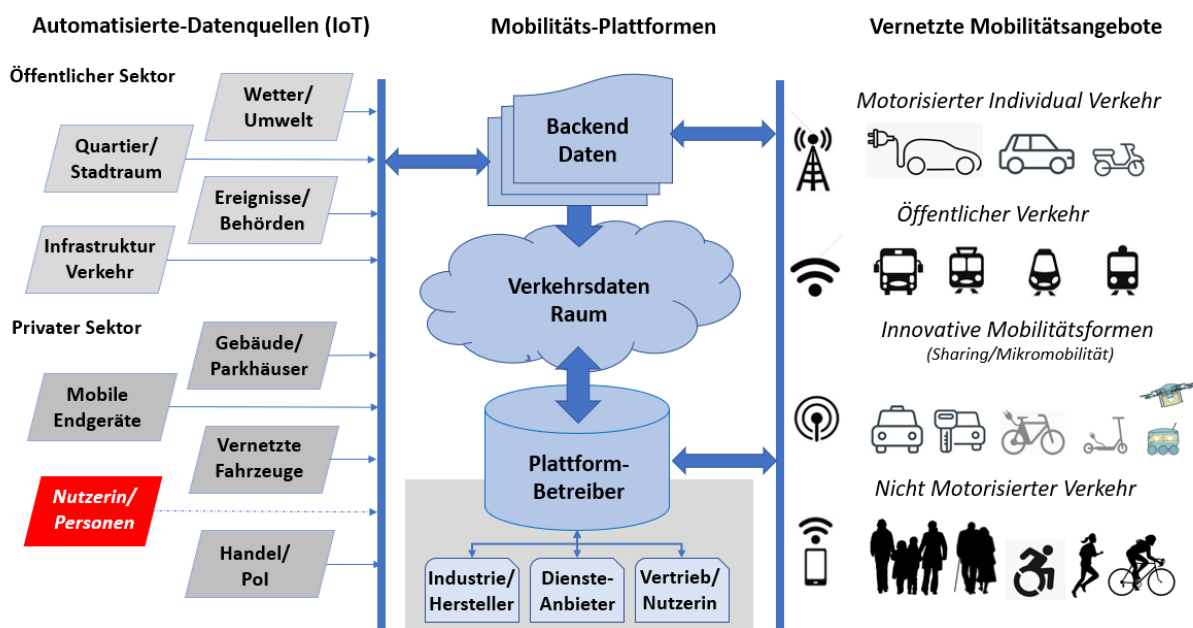 Automatisierte-Datenquellen (IoT)
Öffentlicher Sektor
Wetter/
Umwelt
Quartier/
Stadtraum
Ereignisse/
Behörden
Infrastruktur
Verkehr
Privater Sektor
Gebäude/
Parkhäuser
Mobile
Endgeräte
Vernetzte
Fahrzeuge
Nutzerin/
Personen
Handel/
PoI
Mobilitäts-Plattformen
Backend
Daten
Verkehrsdaten
Raum
Plattform-
Betreiber
Industrie/
Hersteller
Dienste-
Anbieter
Vertrieb/
Nutzerin
Vernetzte Mobilitätsangebote
Motorisierter Individual Verkehr
Öffentlicher Verkehr
Innovative Mobilitätsformen
(Sharing/Mikromobilität)
Nicht Motorisierter Verkehr